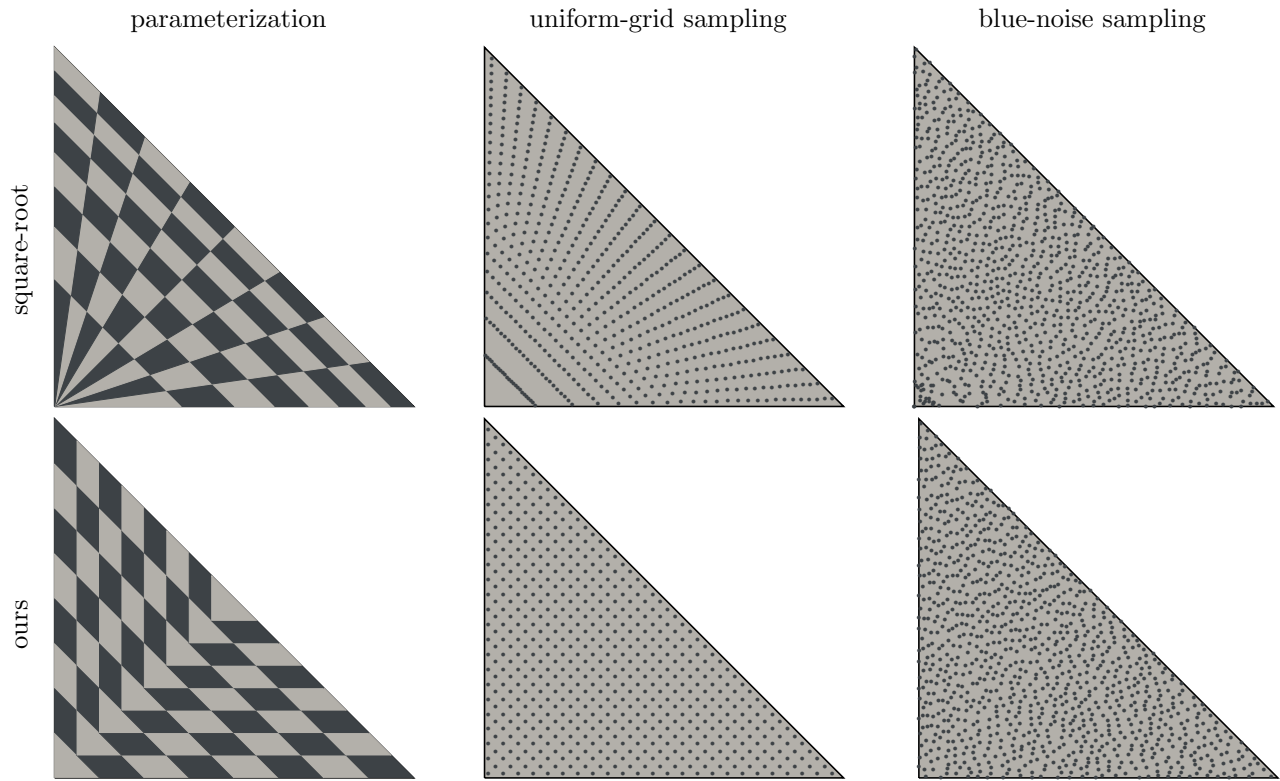 parameterization
uniform-grid sampling
blue-noise sampling
square-root
ours